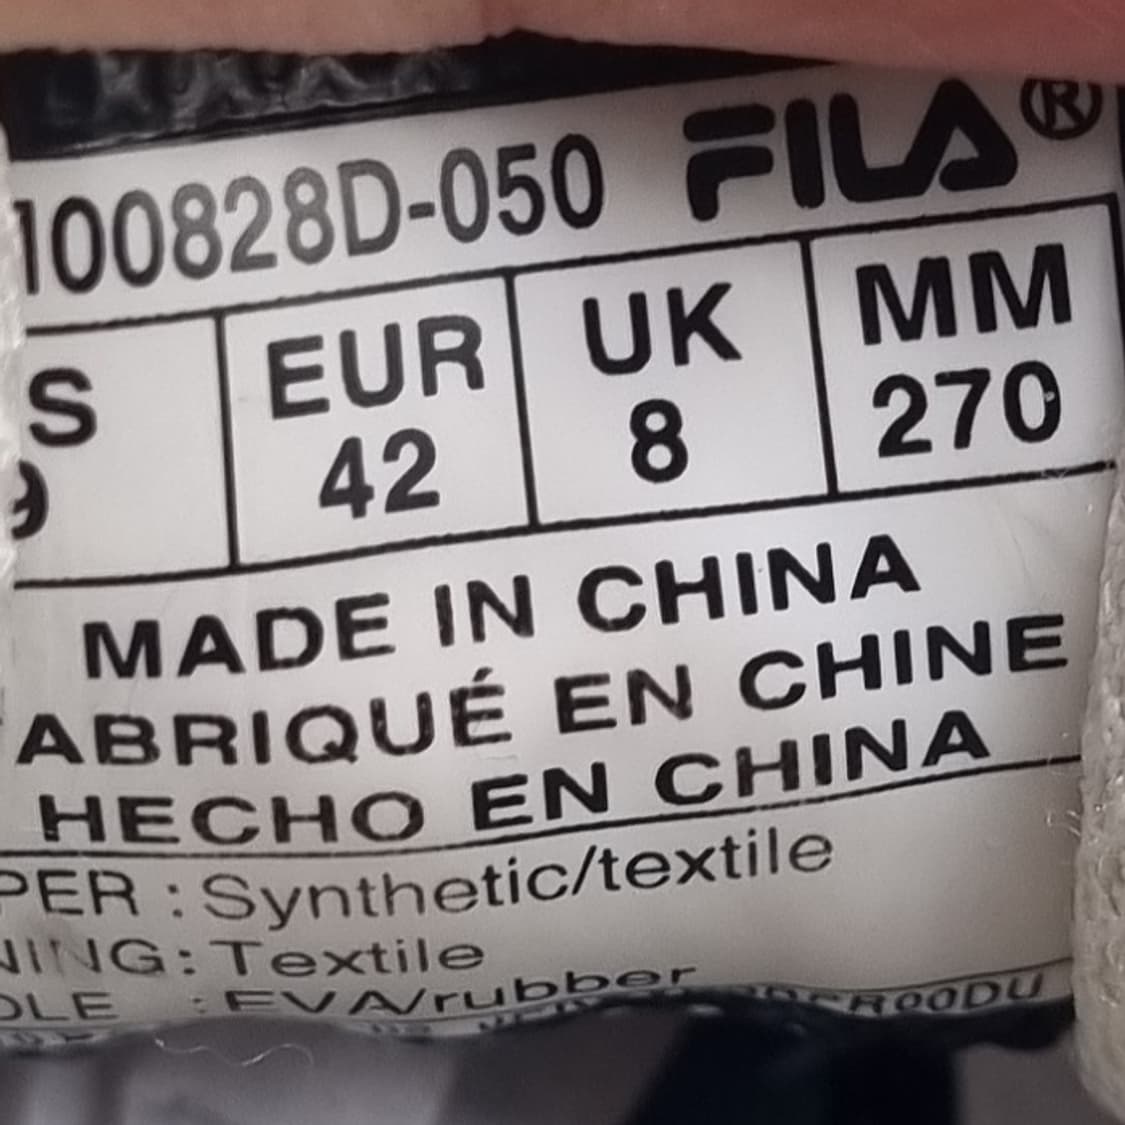 100828D-050 FILA®
S EUR UK MM
9 42 8 270
MADE IN CHINA
ABRIQUÉ EN CHINE
HECHO EN CHINA
PER : Synthetic/textile
NING: Textile
OLE : EVA/rubber